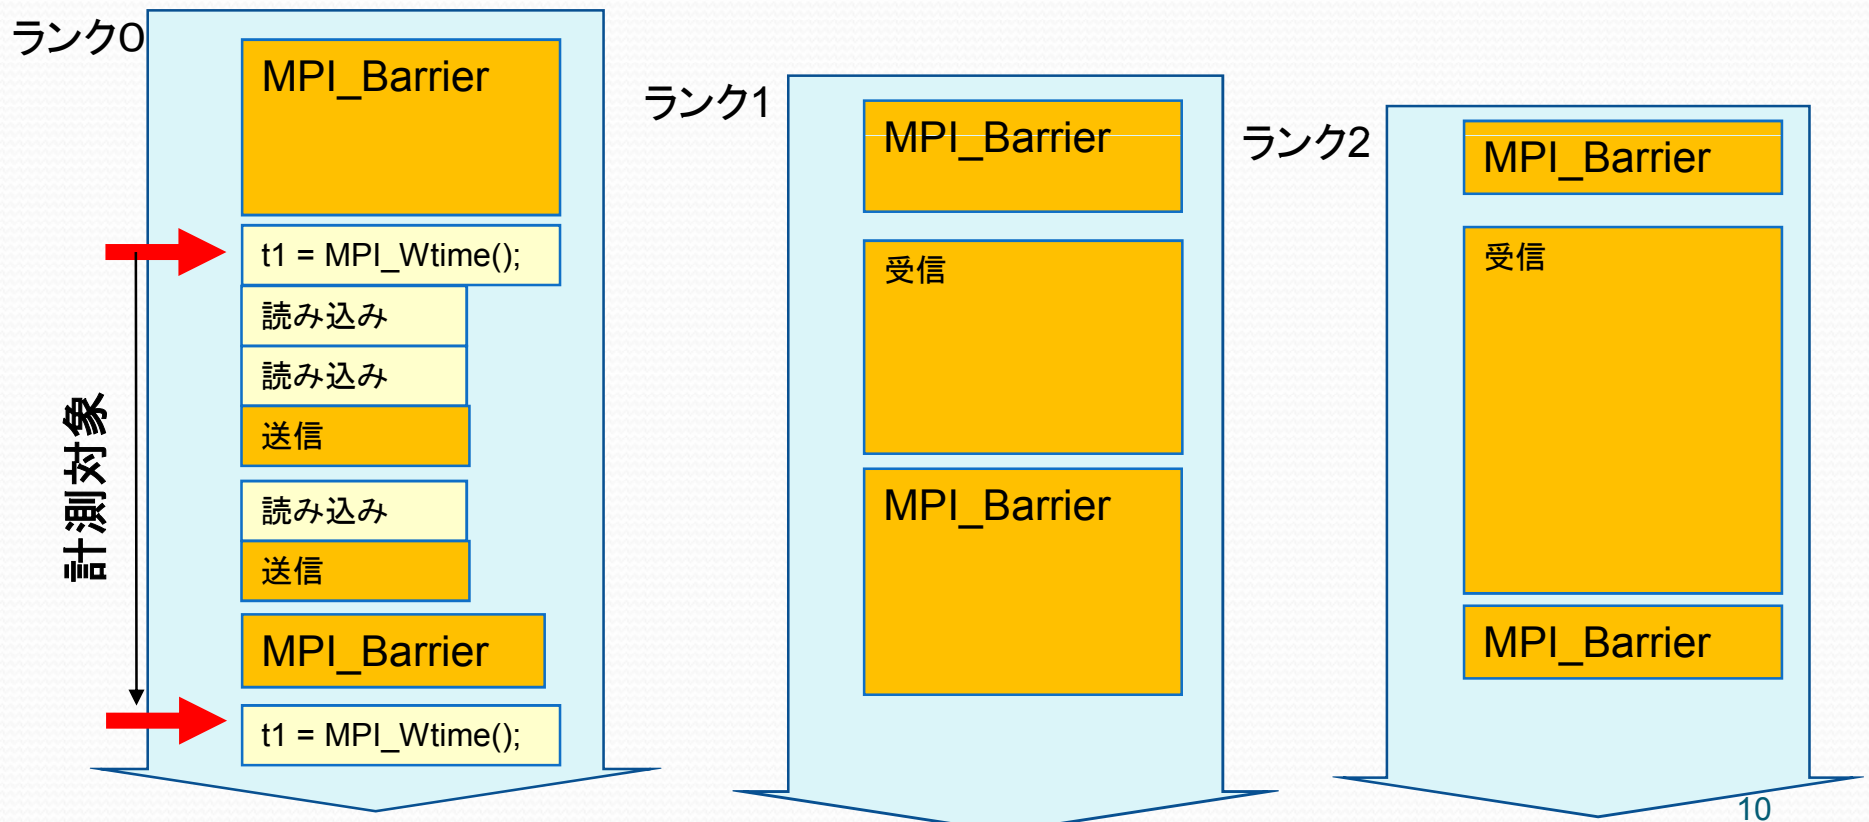 ランク0
MPI_Barrier
t1 = MPI_Wtime();
読み込み
読み込み
送信
読み込み
送信
MPI_Barrier
t1 = MPI_Wtime();
計測対象
ランク1
MPI_Barrier
受信
MPI_Barrier
ランク2
MPI_Barrier
受信
MPI_Barrier
10